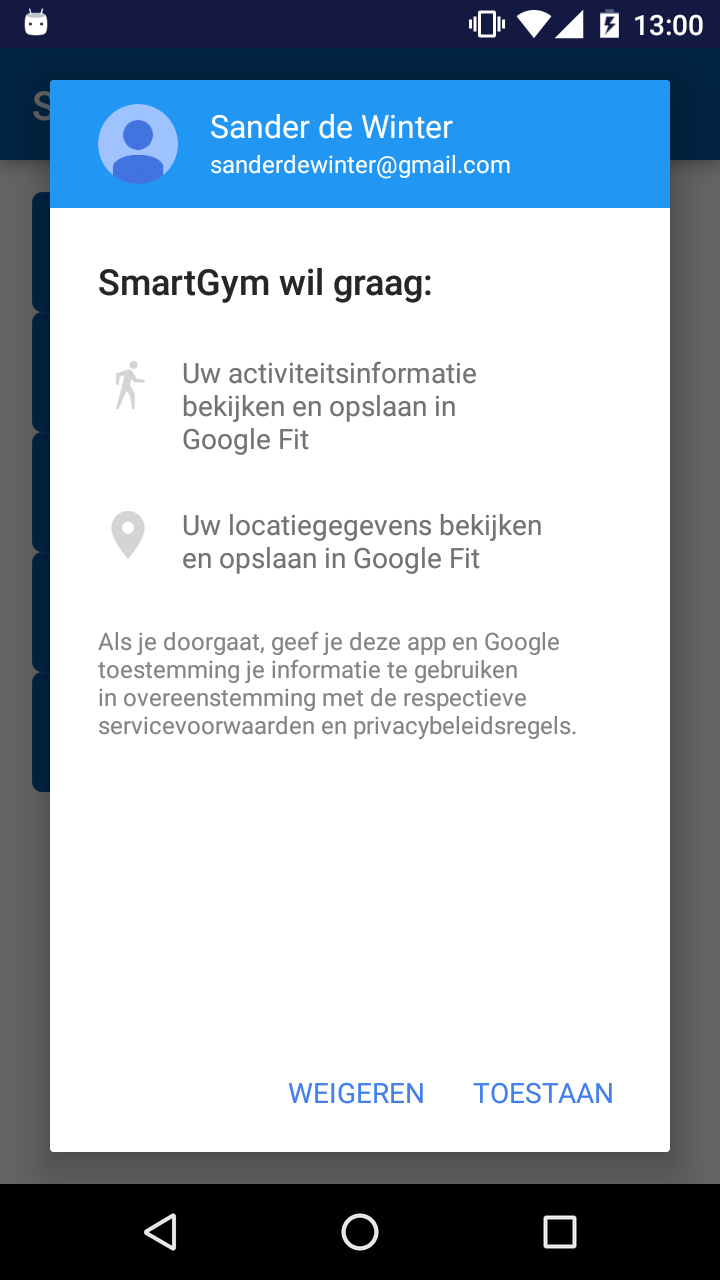 13:00
S
Sander de Winter
sanderdewinter@gmail.com
SmartGym wil graag:
Uw activiteitsinformatie
bekijken en opslaan in
Google Fit
Uw locatiegegevens bekijken
en opslaan in Google Fit
Als je doorgaat, geef je deze app en Google
toestemming je informatie te gebruiken
in overeenstemming met de respectieve
servicevoorwaarden en privacybeleidsregels.
WEIGEREN TOESTAAN